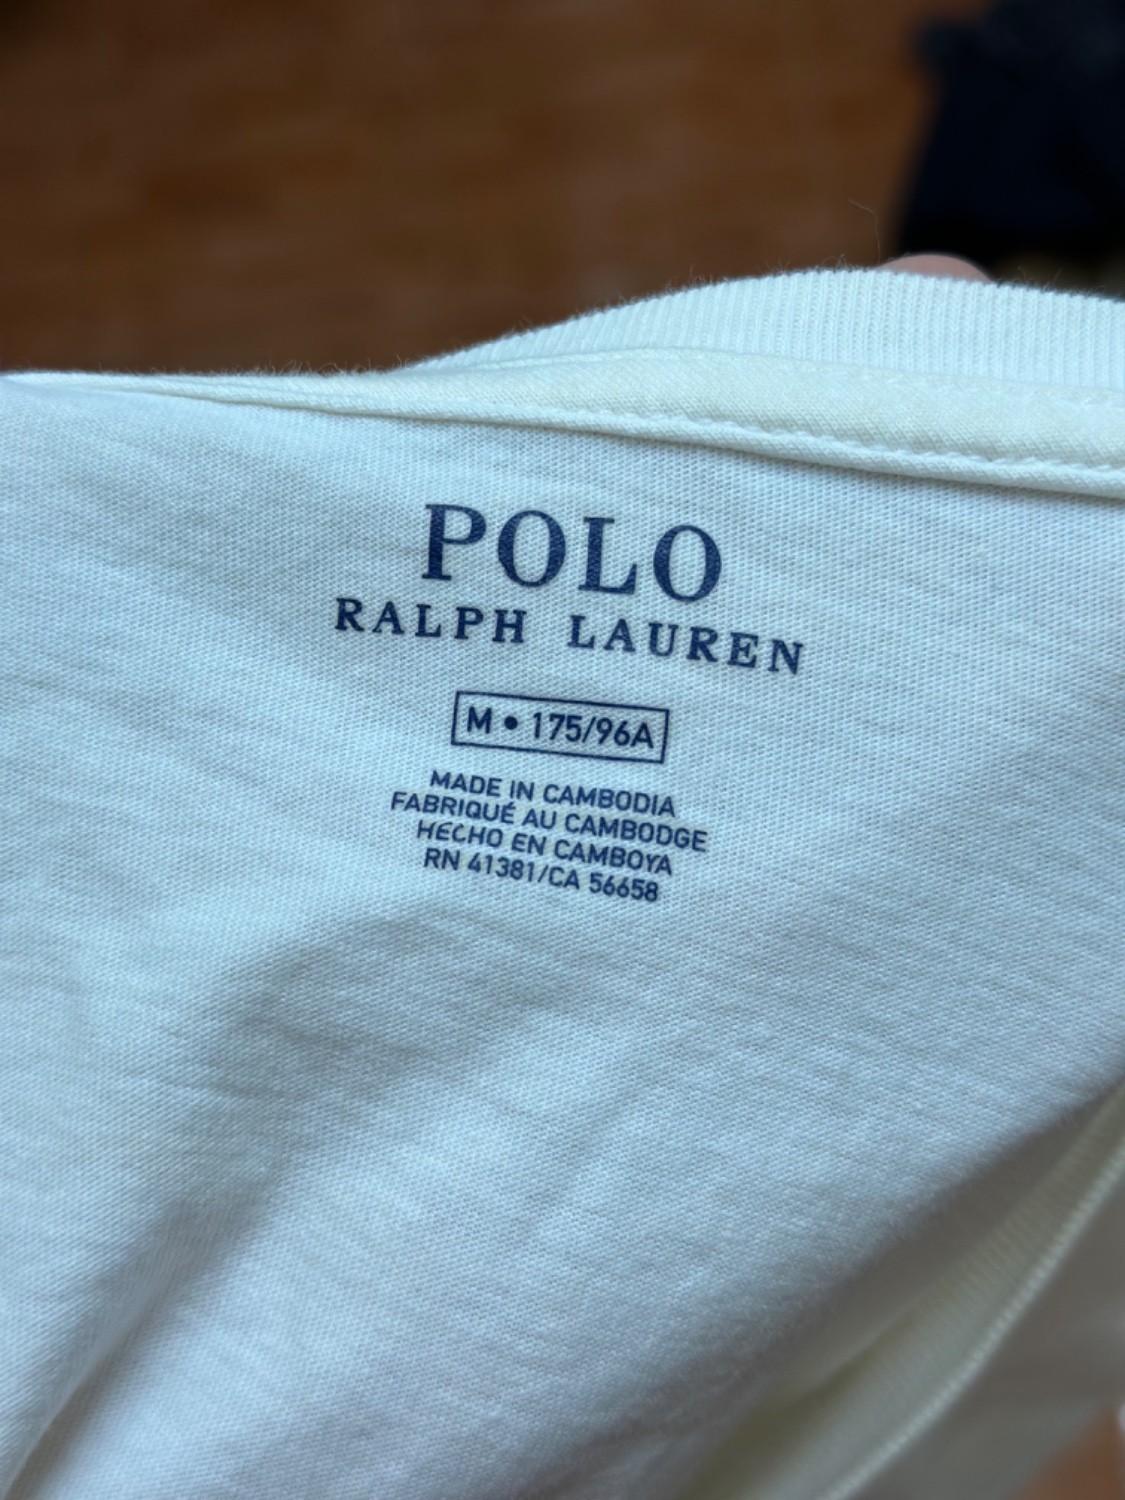 POLO
RALPH LAUREN
M • 175/96A
MADE IN CAMBODIA
FABRIQUÉ AU CAMBODGE
HECHO EN CAMBOYA
RN 41381/CA 56658